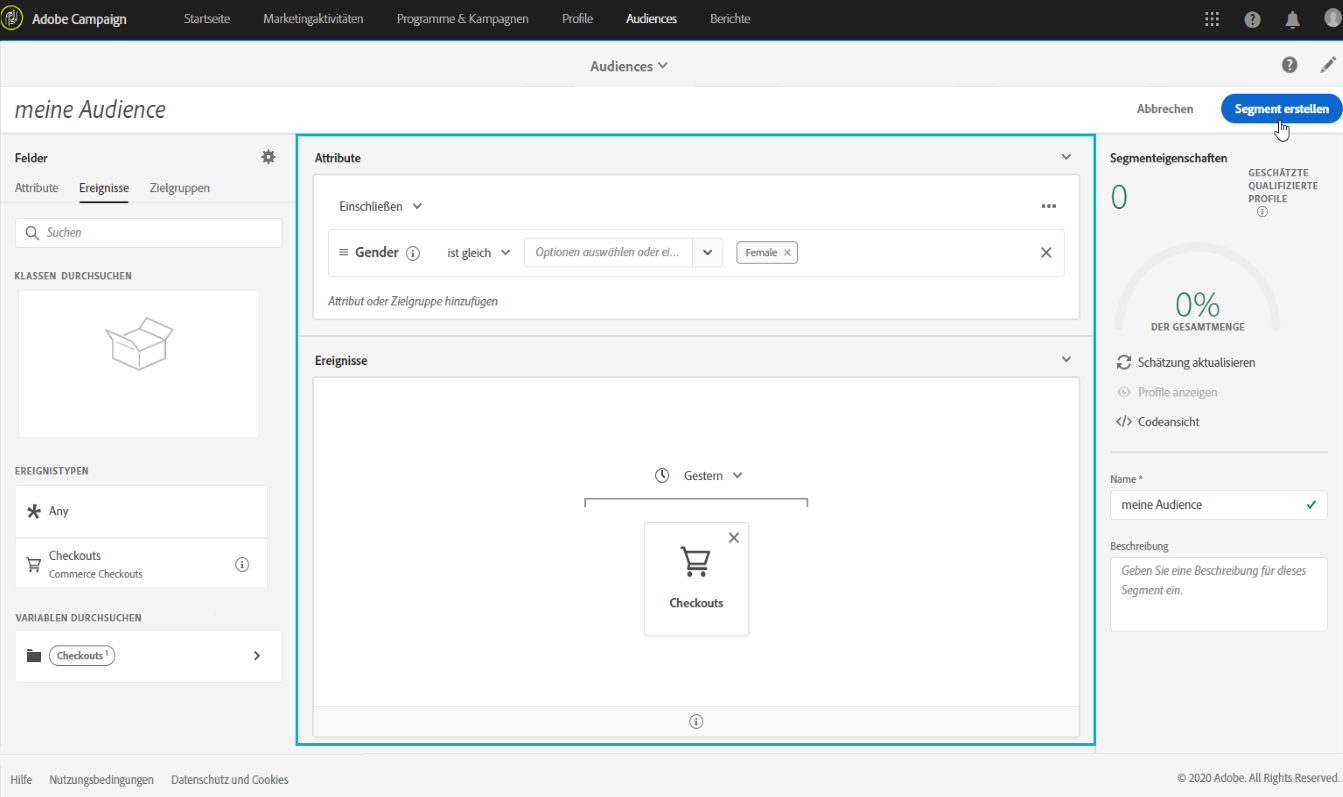 Adobe Campaign
Startseite
Marketingaktivitäten
Programme & Kampagnen
Profile
Audiences
Berichte
Audiences
meine Audience
Abbrechen
Segment erstellen
Felder
Attribute
Ereignisse
Zielgruppen
Suchen
KLASSEN DURCHSUCHEN
EREIGNISTYPEN
Any
Checkouts
Commerce Checkouts
VARIABLEN DURCHSUCHEN
Checkouts 1
Attribute
Einschließen
Gender
ist gleich
Optionen auswählen oder ei...
Female
Attribut oder Zielgruppe hinzufügen
Ereignisse
Gestern
Checkouts
Segmenteigenschaften
0
GESCHÄTZTE
QUALIFIZIERTE
PROFILE
0%
DER GESAMTMENGE
Schätzung aktualisieren
Profile anzeigen
Codeansicht
Name *
meine Audience
Beschreibung
Geben Sie eine Beschreibung für dieses
Segment ein.
Hilfe
Nutzungsbedingungen
Datenschutz und Cookies
© 2020 Adobe. All Rights Reserved.